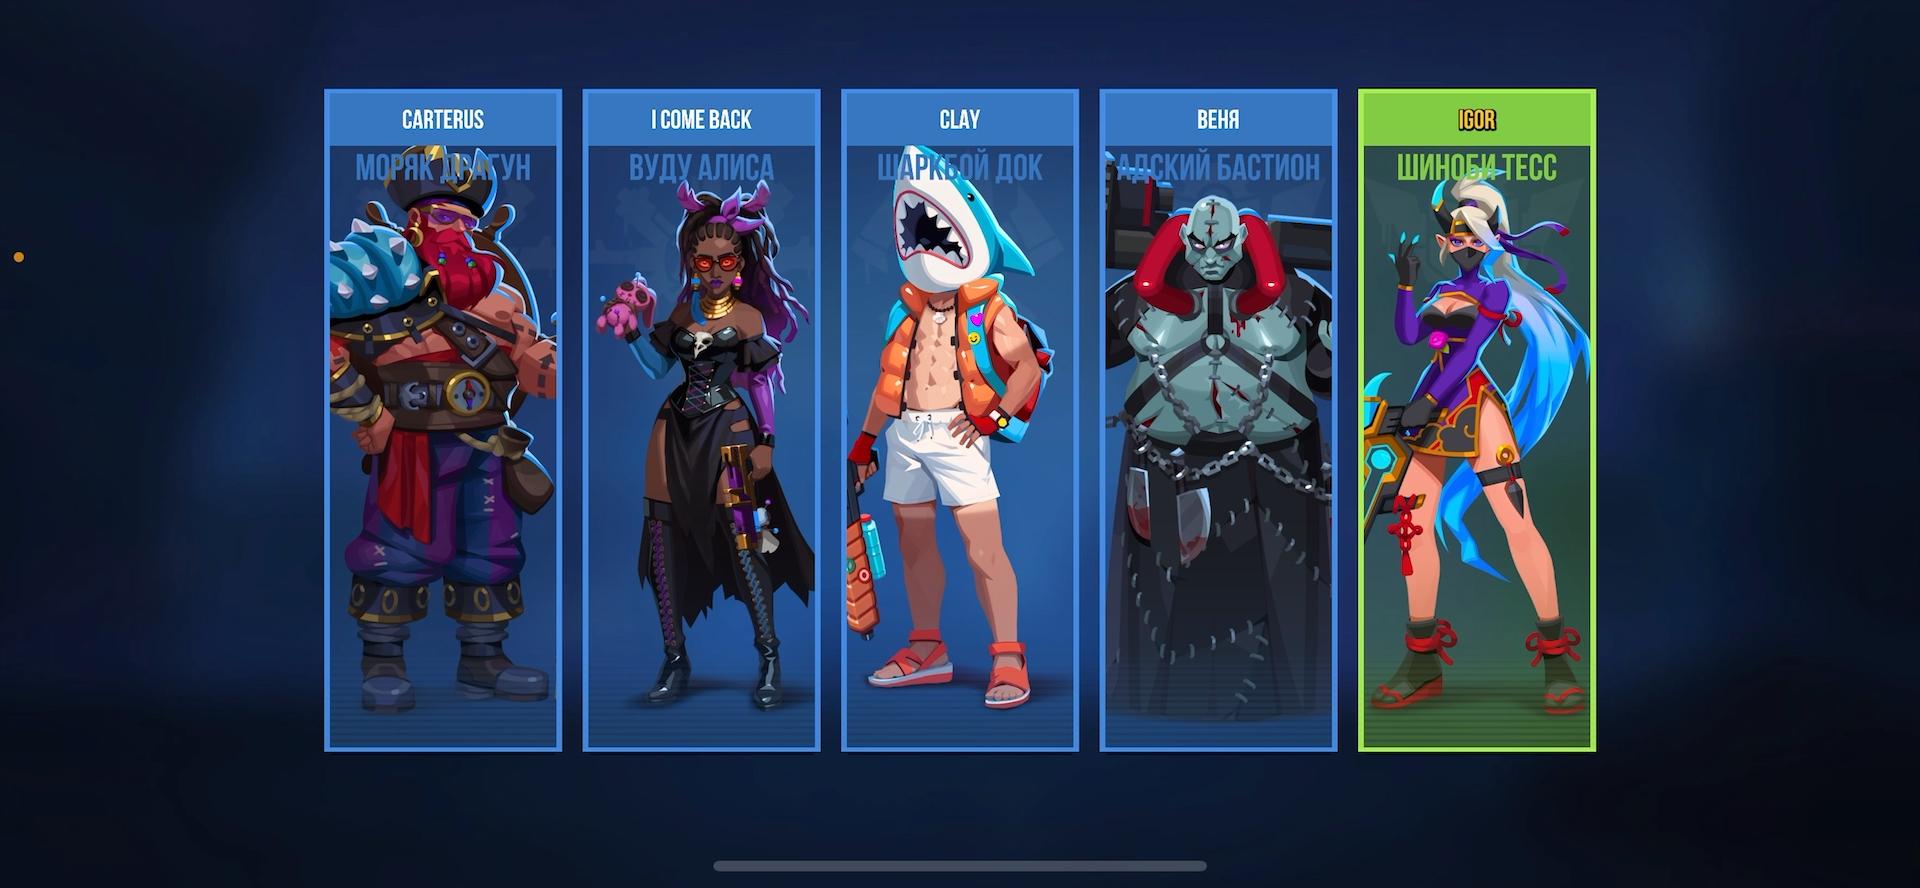 CARTERUS
МОРЯК ДРАГУН
I COME BACK
ВУДУ АЛИСА
CLAY
ШАРКБОЙ ДОК
ВЕНЯ
АДСКИЙ БАСТИОН
IGOR
ШИНОБИ ТЕСС